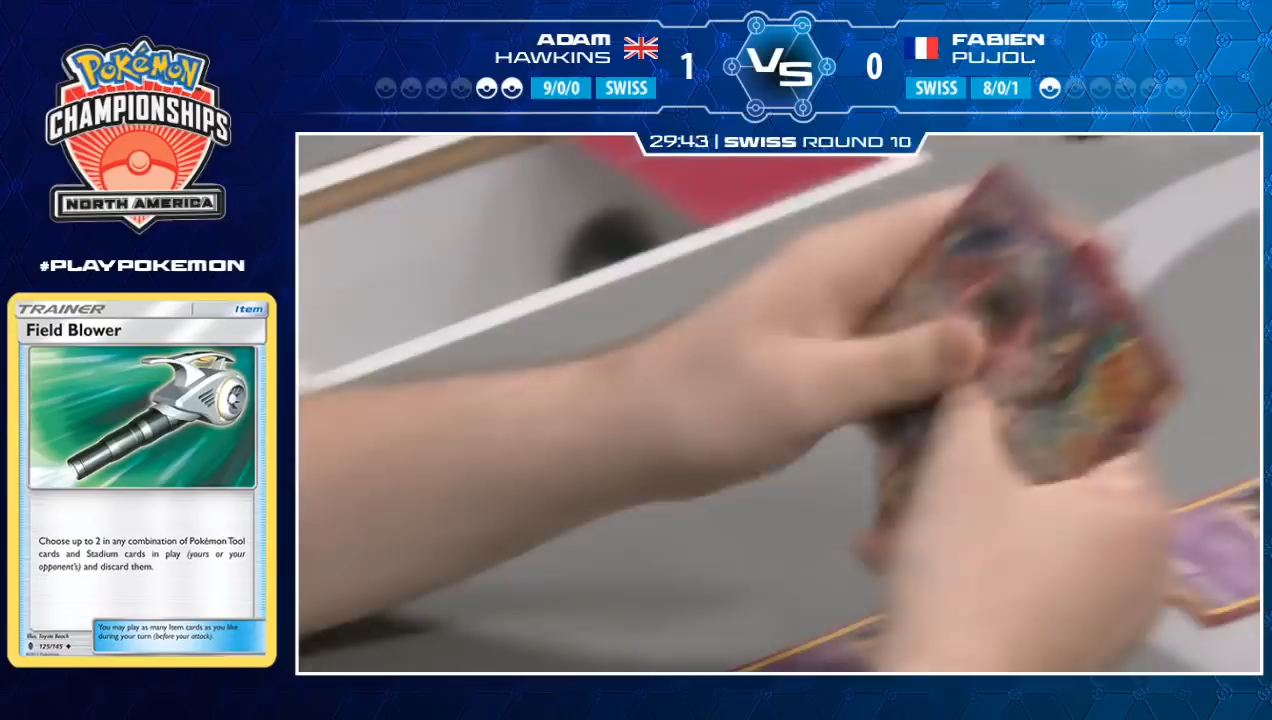 Pokémon
CHAMPIONSHIPS
NORTH AMERICA
#PLAYPOKEMON
ADAM
HAWKINS
1
VS
0
FABIEN
PUJOL
9/0/0
SWISS
SWISS
8/0/1
29:43 | SWISS ROUND 10
TRAINER
Item
Field Blower
Choose up to 2 in any combination of Pokémon Tool
cards and Stadium cards in play (yours or your
opponent's) and discard them.
You may play as many Item cards as you like
during your turn (before your attack).
125/145